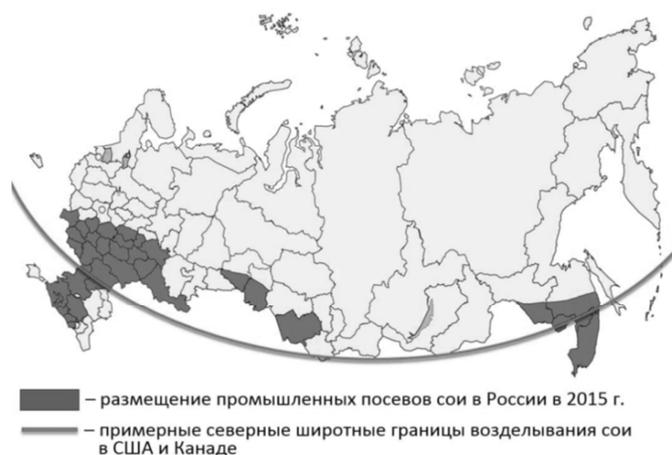 – размещение промышленных посевов сои в России в 2015 г.
– примерные северные широтные границы возделывания сои
в США и Канаде